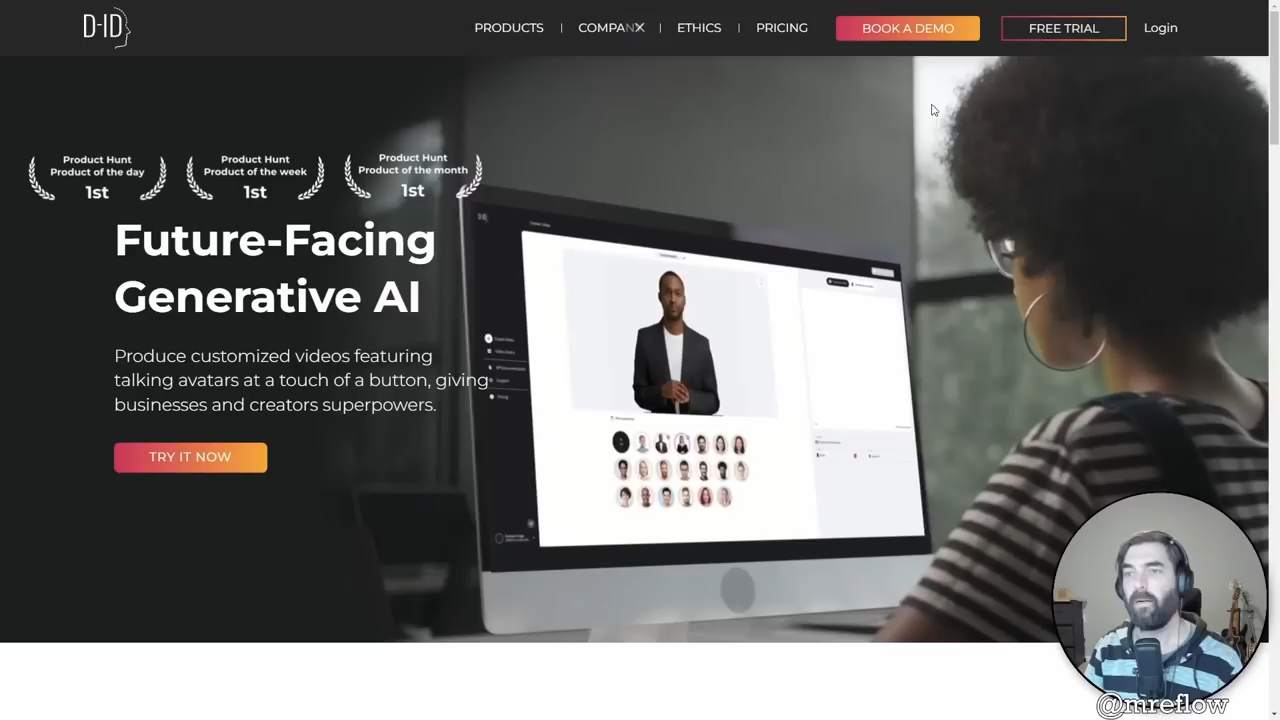 D-ID
PRODUCTS | COMPANY | ETHICS | PRICING
BOOK A DEMO
FREE TRIAL
Login
Product Hunt
Product of the day
1st
Product Hunt
Product of the week
1st
Product Hunt
Product of the month
1st
Future-Facing
Generative AI
Produce customized videos featuring
talking avatars at a touch of a button, giving
businesses and creators superpowers.
TRY IT NOW
@mreflow